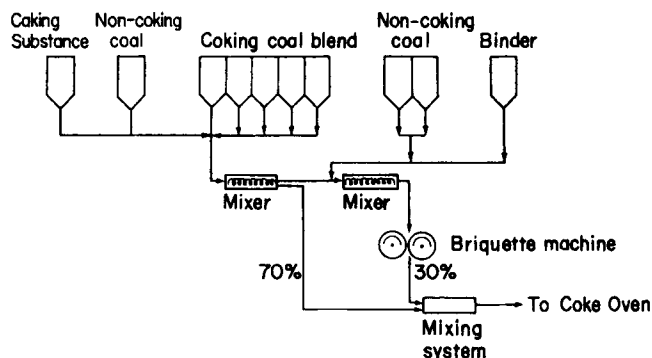 Caking
Substance
Non-coking
coal
Coking coal blend
Non-coking
coal
Binder
Mixer
Mixer
Briquette machine
70%
30%
To Coke Oven
Mixing
system